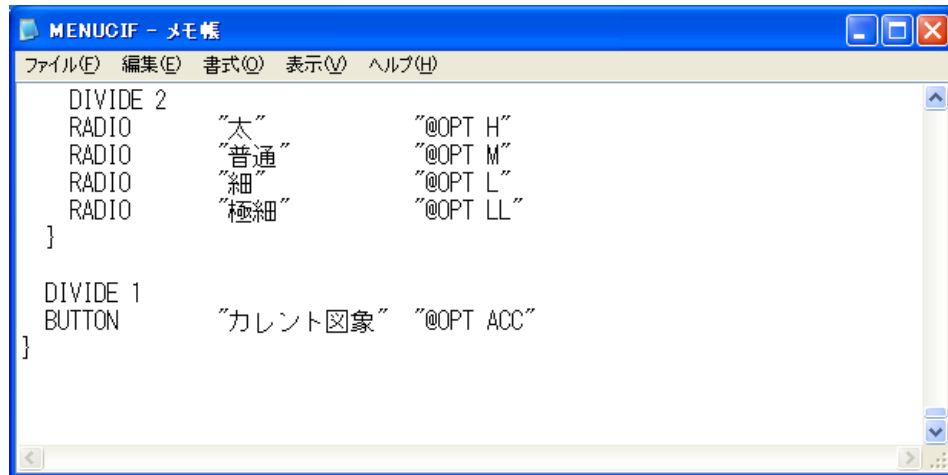 MENUCIF - メモ帳
ファイル(F) 編集(E) 書式(O) 表示(V) ヘルプ(H)
DIVIDE 2
RADIO "太" "@OPT H"
RADIO "普通" "@OPT M"
RADIO "細" "@OPT L"
RADIO "極細" "@OPT LL"
}
DIVIDE 1
BUTTON "カレント図象" "@OPT ACC"
}